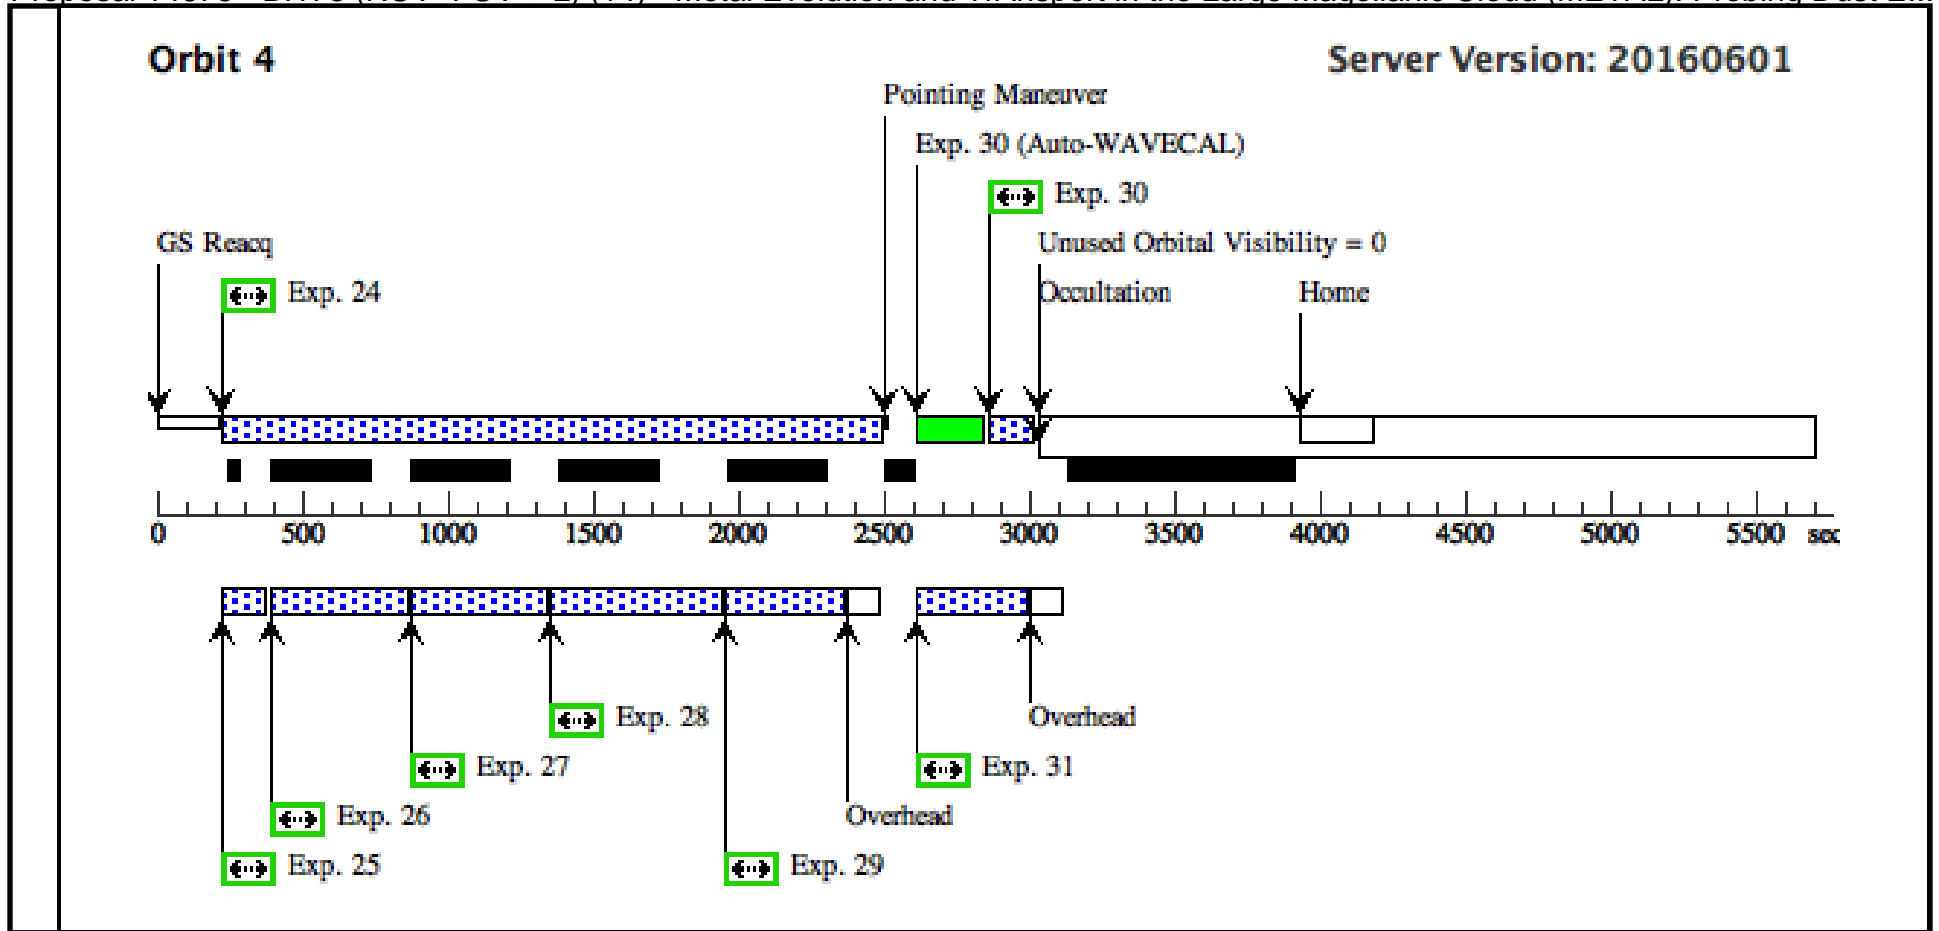 Orbit 4
Server Version: 20160601
Pointing Maneuver
Exp. 30 (Auto-WAVECAL)
Exp. 30
GS Reacq
Unused Orbital Visibility = 0
Exp. 24
Occultation
Home
0 500 1000 1500 2000 2500 3000 3500 4000 4500 5000 5500 sec
Exp. 28
Overhead
Exp. 27
Exp. 31
Exp. 26
Overhead
Exp. 25
Exp. 29